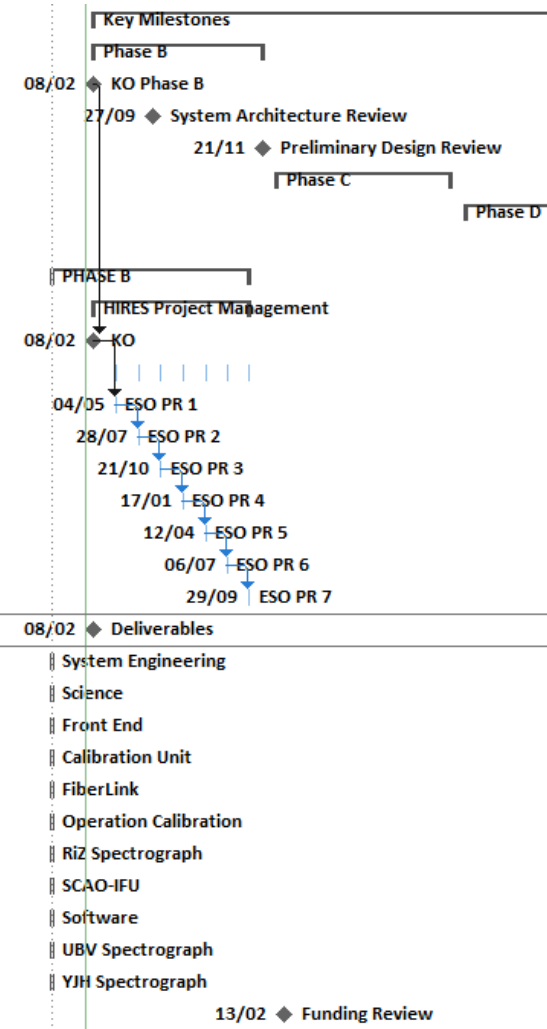 Key Milestones
Phase B
08/02 KO Phase B
27/09 System Architecture Review
21/11 Preliminary Design Review
Phase C
Phase D
PHASE B
HIRES Project Management
08/02 KO
04/05 ESO PR 1
28/07 ESO PR 2
21/10 ESO PR 3
17/01 ESO PR 4
12/04 ESO PR 5
06/07 ESO PR 6
29/09 ESO PR 7
08/02 Deliverables
System Engineering
Science
Front End
Calibration Unit
FiberLink
Operation Calibration
RiZ Spectrograph
SCAO-IFU
Software
UBV Spectrograph
YJH Spectrograph
13/02 Funding Review